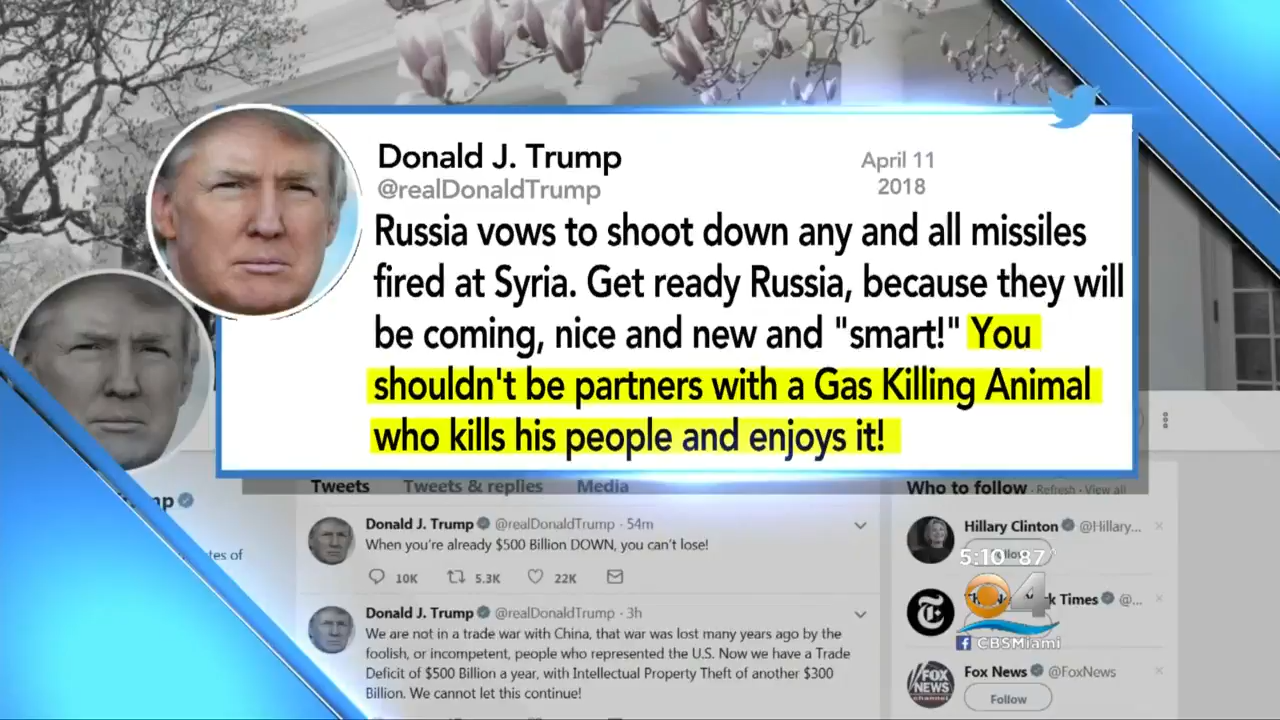 Donald J. Trump
@realDonaldTrump
April 11
2018
Russia vows to shoot down any and all missiles
fired at Syria. Get ready Russia, because they will
be coming, nice and new and "smart!" You
shouldn't be partners with a Gas Killing Animal
who kills his people and enjoys it!
Tweets Tweets & replies Media
Donald J. Trump @realDonaldTrump · 54m
When you're already $500 Billion DOWN, you can't lose!
10K 5.3K 22K
Donald J. Trump @realDonaldTrump · 3h
We are not in a trade war with China, that war was lost many years ago by the
foolish, or incompetent, people who represented the U.S. Now we have a Trade
Deficit of $500 Billion a year, with Intellectual Property Theft of another $300
Billion. We cannot let this continue!
Who to follow · Refresh · View all
Hillary Clinton @Hillary...
5:10 87°
4
Times @...
CBSMiami
Fox News @FoxNews
FOX
NEWS
channel
Follow